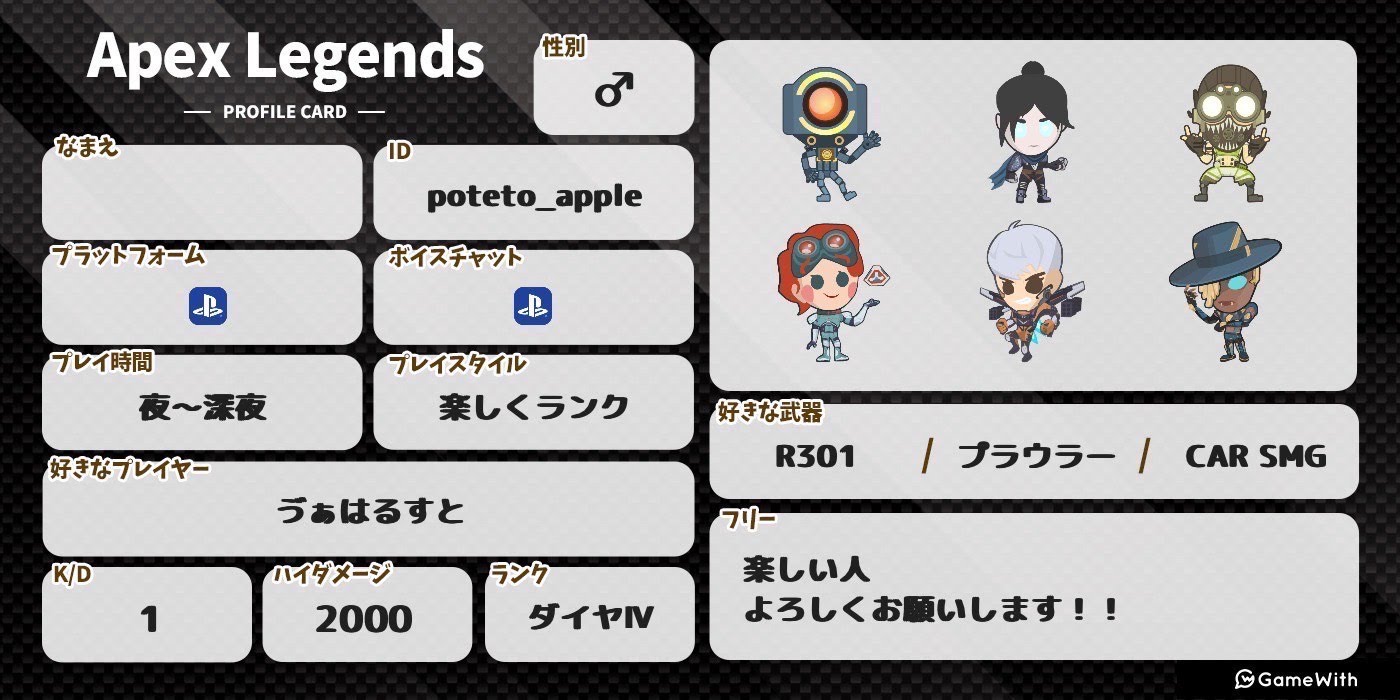 Apex Legends
PROFILE CARD
性別
♂
なまえ
ID
poteto_apple
プラットフォーム
ボイスチャット
プレイ時間
夜〜深夜
プレイスタイル
楽しくランク
好きなプレイヤー
ゔぁはるすと
K/D
1
ハイダメージ
2000
ランク
ダイヤⅣ
好きな武器
R301 / プラウラー / CAR SMG
フリー
楽しい人
よろしくお願いします！！
GameWith